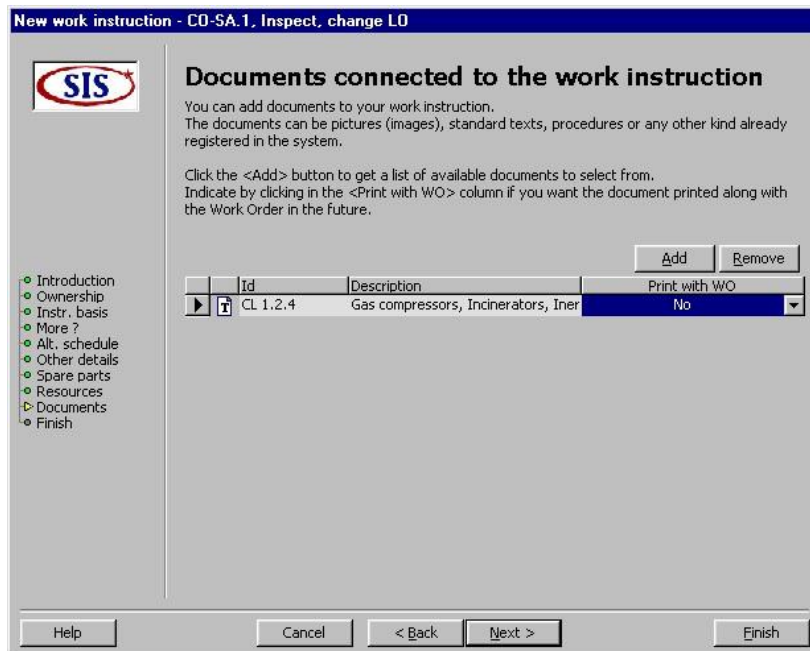 New work instruction - CO-SA.1, Inspect, change LO
SIS
Documents connected to the work instruction
You can add documents to your work instruction.
The documents can be pictures (images), standard texts, procedures or any other kind already
registered in the system.
Click the <Add> button to get a list of available documents to select from.
Indicate by clicking in the <Print with WO> column if you want the document printed along with
the Work Order in the future.
Add Remove
Introduction
Ownership
Instr. basis
More ?
Alt. schedule
Other details
Spare parts
Resources
Documents
Finish
Id Description Print with WO
T CL 1.2.4 Gas compressors, Incinerators, Iner No
Help Cancel < Back Next > Finish